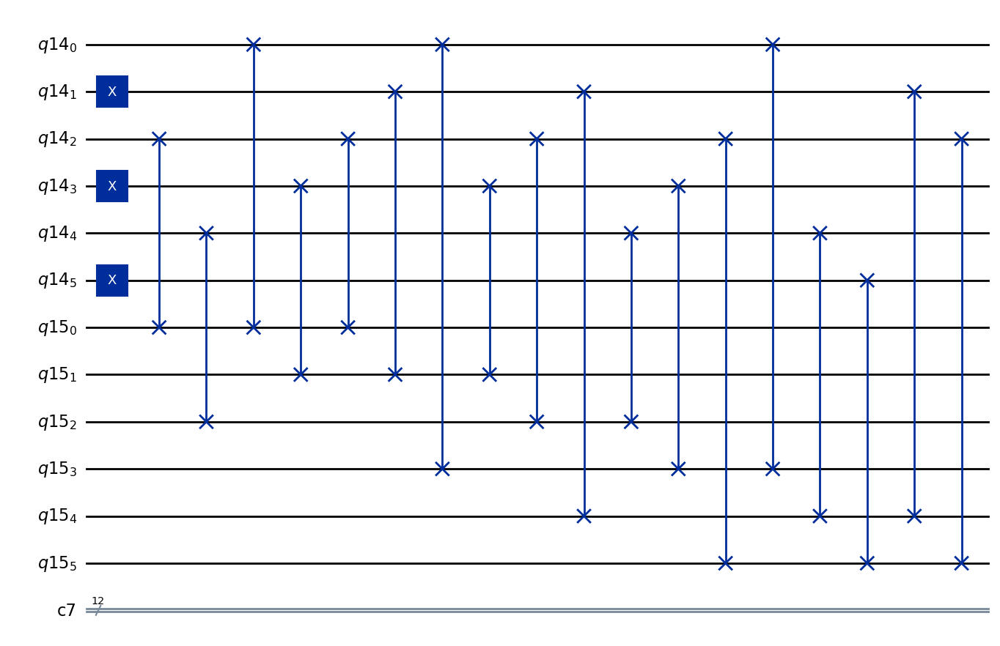 q14₀
q14₁ X
q14₂
q14₃ X
q14₄
q14₅ X
q15₀
q15₁
q15₂
q15₃
q15₄
q15₅
12
c7